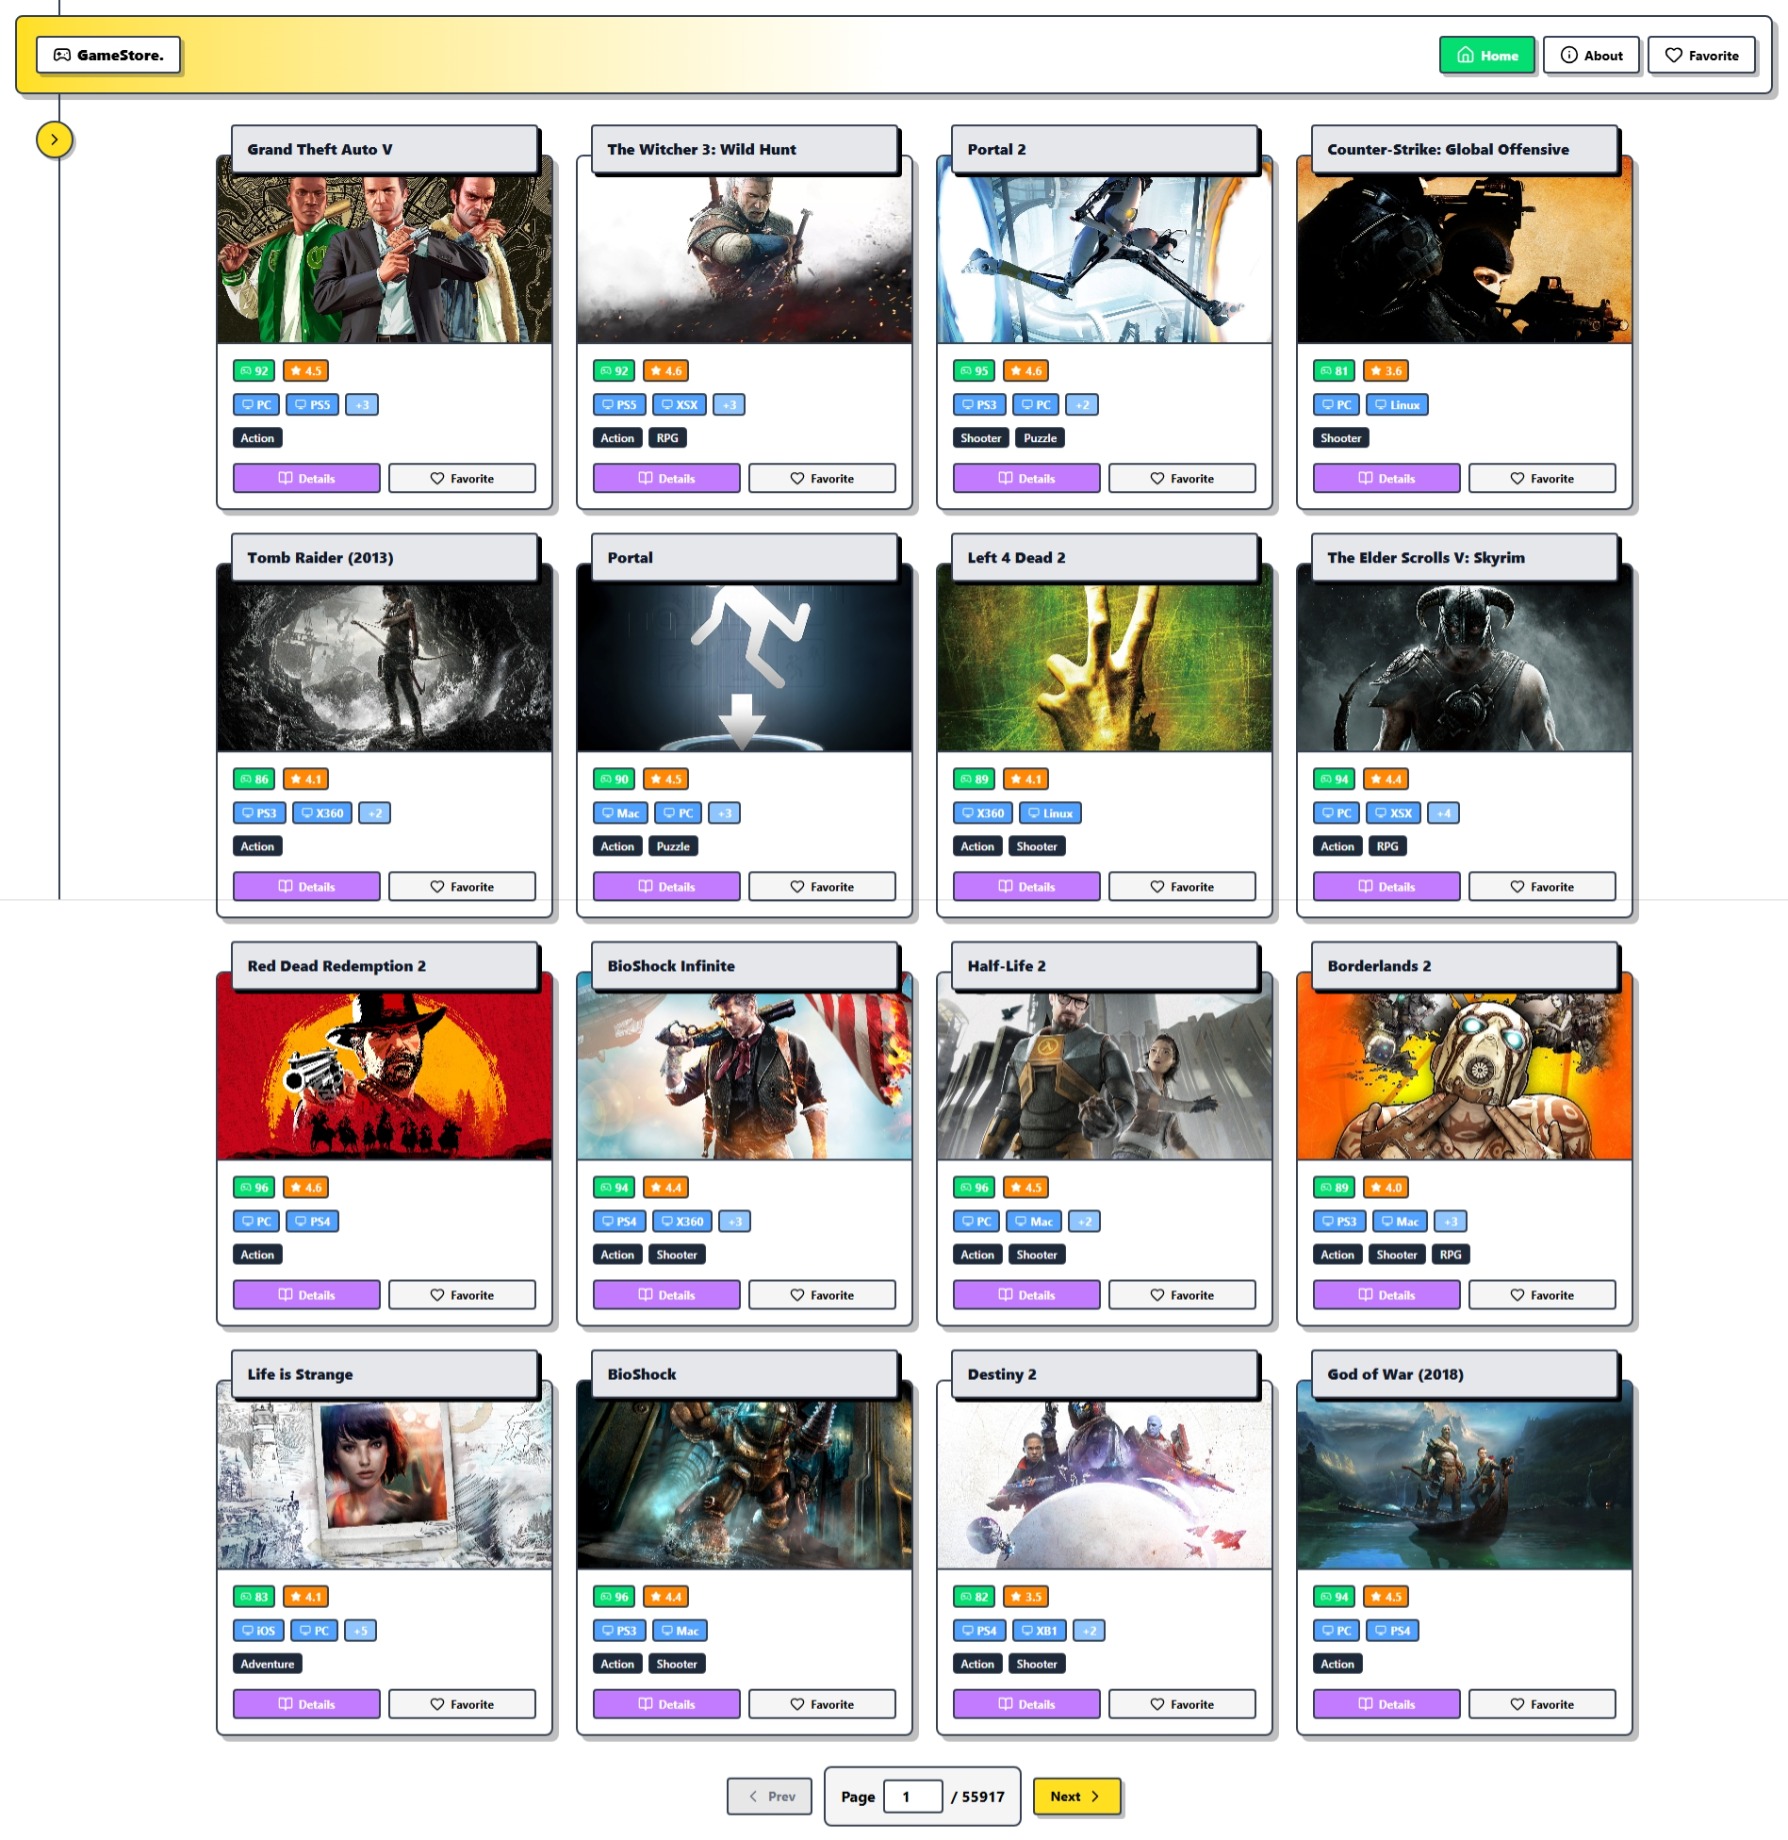 GameStore.
Home About Favorite
Grand Theft Auto V
92 4.5
PC PS5 +3
Action
Details Favorite
The Witcher 3: Wild Hunt
92 4.6
PS5 XSX +3
Action RPG
Details Favorite
Portal 2
95 4.6
PS3 PC +2
Shooter Puzzle
Details Favorite
Counter-Strike: Global Offensive
81 3.6
PC Linux
Shooter
Details Favorite
Tomb Raider (2013)
86 4.1
PS3 X360 +2
Action
Details Favorite
Portal
90 4.5
Mac PC +3
Action Puzzle
Details Favorite
Left 4 Dead 2
89 4.1
X360 Linux
Action Shooter
Details Favorite
The Elder Scrolls V: Skyrim
94 4.4
PC XSX +4
Action RPG
Details Favorite
Red Dead Redemption 2
96 4.6
PC PS4
Action
Details Favorite
BioShock Infinite
94 4.4
PS4 X360 +3
Action Shooter
Details Favorite
Half-Life 2
96 4.5
PC Mac +2
Action Shooter
Details Favorite
Borderlands 2
89 4.0
PS3 Mac +3
Action Shooter RPG
Details Favorite
Life is Strange
83 4.1
iOS PC +5
Adventure
Details Favorite
BioShock
96 4.4
PS3 Mac
Action Shooter
Details Favorite
Destiny 2
82 3.5
PS4 XB1 +2
Action Shooter
Details Favorite
God of War (2018)
94 4.5
PC PS4
Action
Details Favorite
Prev Page 1 / 55917 Next